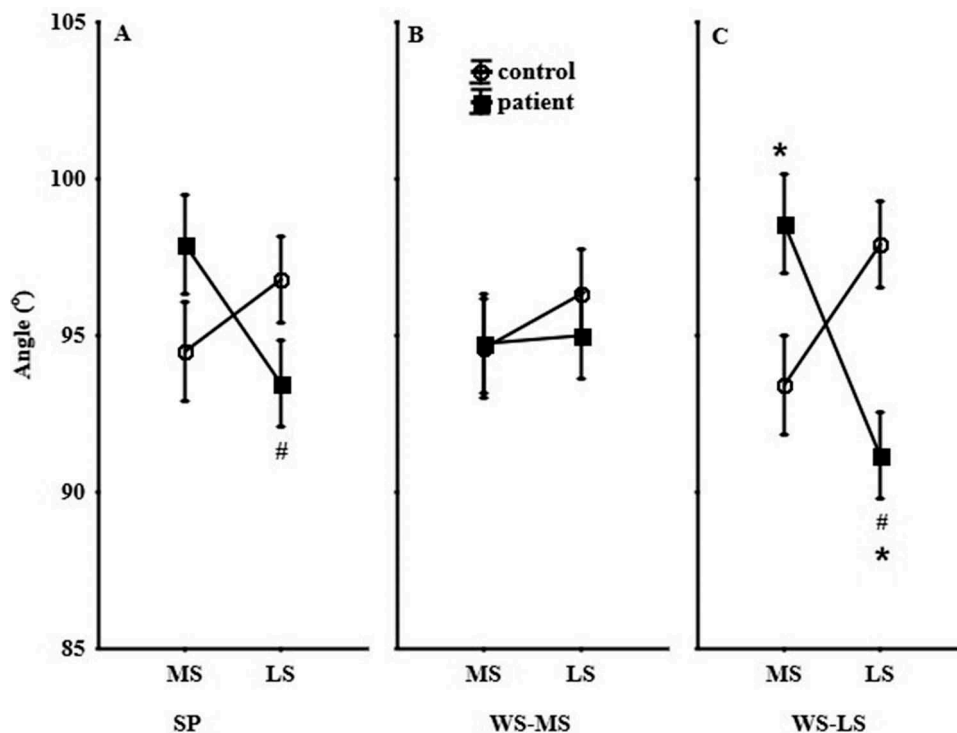 105
A
B
C
control
patient
*
100
95
Angle (°)
#
90
#
*
85
MS LS MS LS MS LS
SP WS-MS WS-LS